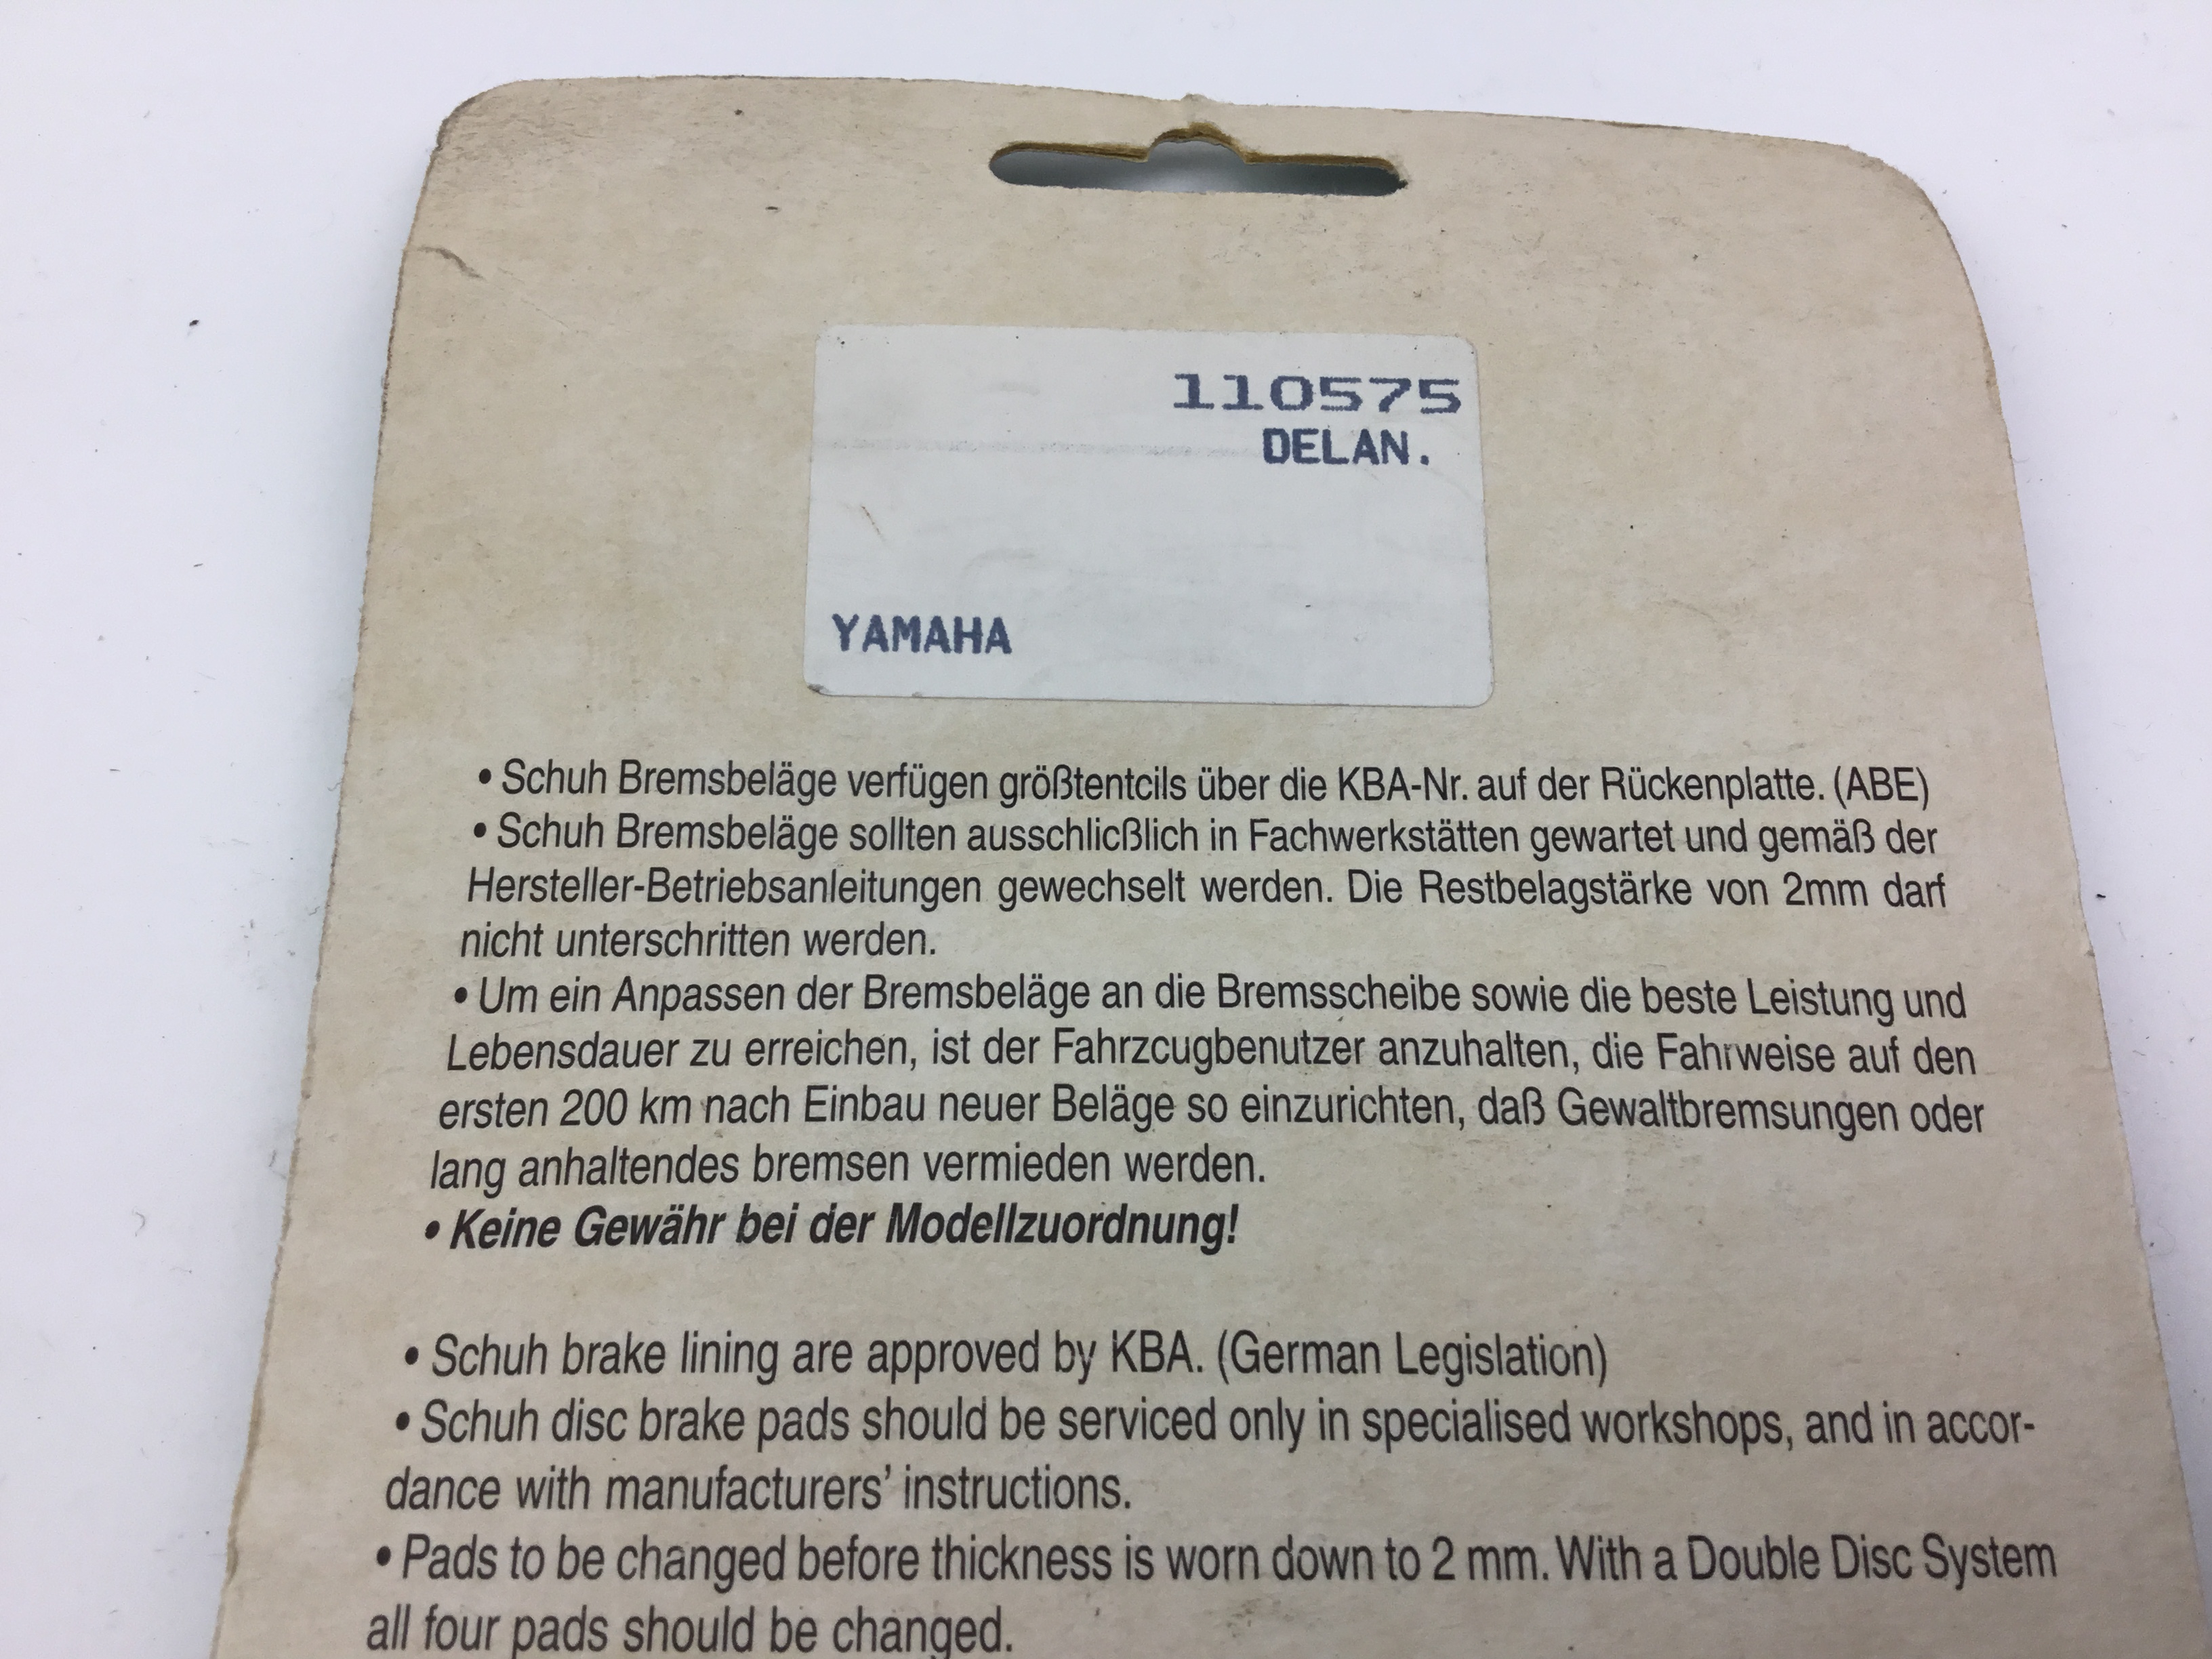 110575
DELAN.
YAMAHA
• Schuh Bremsbeläge verfügen größtentcils über die KBA-Nr. auf der Rückenplatte. (ABE)
• Schuh Bremsbeläge sollten ausschlicßlich in Fachwerkstätten gewartet und gemäß der
Hersteller-Betriebsanleitungen gewechselt werden. Die Restbelagstärke von 2mm darf
nicht unterschritten werden.
• Um ein Anpassen der Bremsbeläge an die Bremsscheibe sowie die beste Leistung und
Lebensdauer zu erreichen, ist der Fahrzcugbenutzer anzuhalten, die Fahrweise auf den
ersten 200 km nach Einbau neuer Beläge so einzurichten, daß Gewaltbremsungen oder
lang anhaltendes bremsen vermieden werden.
• Keine Gewähr bei der Modellzuordnung!
• Schuh brake lining are approved by KBA. (German Legislation)
• Schuh disc brake pads should be serviced only in specialised workshops, and in accor-
dance with manufacturers’ instructions.
• Pads to be changed before thickness is worn down to 2 mm. With a Double Disc System
all four pads should be changed.